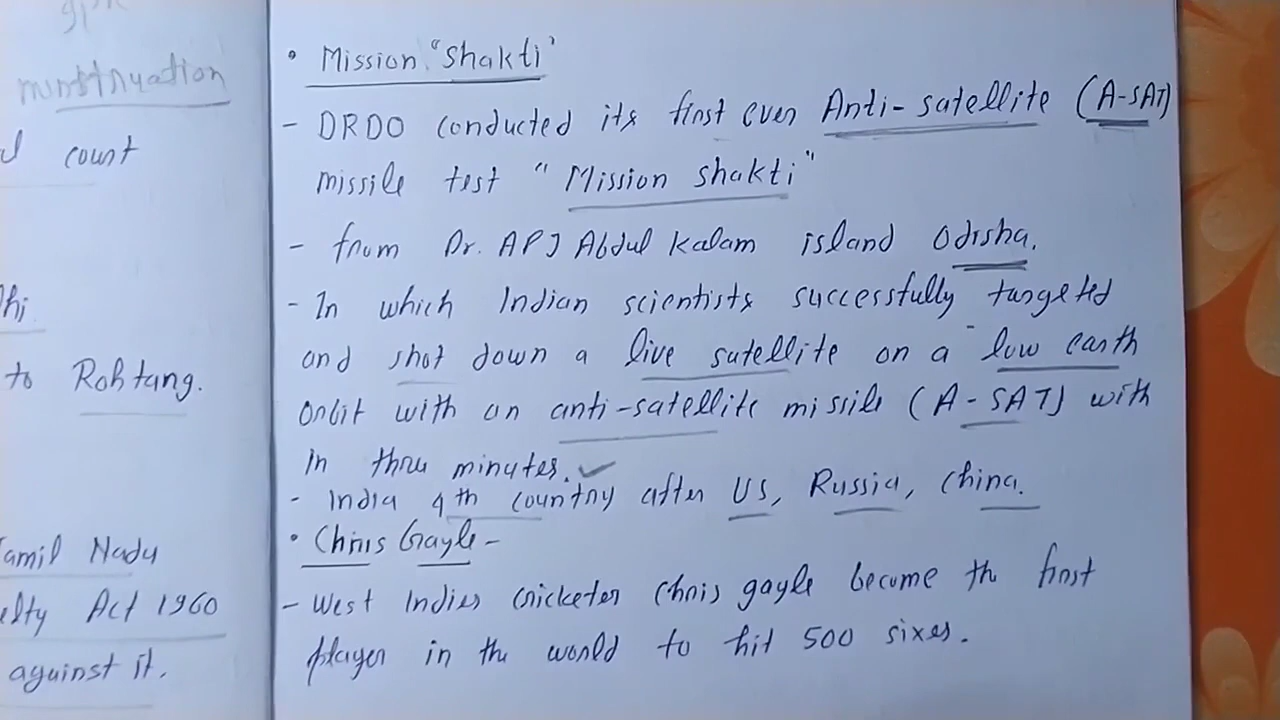 menstruation
count
to Rohtang.
Tamil Nadu
Act 1960
against it.
• Mission "Shakti"
- DRDO conducted its first ever Anti-satellite (A-SAT)
missile test "Mission Shakti"
- from Dr. APJ Abdul Kalam island Odisha.
- In which Indian scientists successfully targeted
and shot down a live satellite on a low earth
orbit with an anti-satellite missile (A-SAT) with
in three minutes.
- India 4th country after US, Russia, China.
• Chris Gayle -
- West Indies cricketer Chris gayle become the first
player in the world to hit 500 sixes.